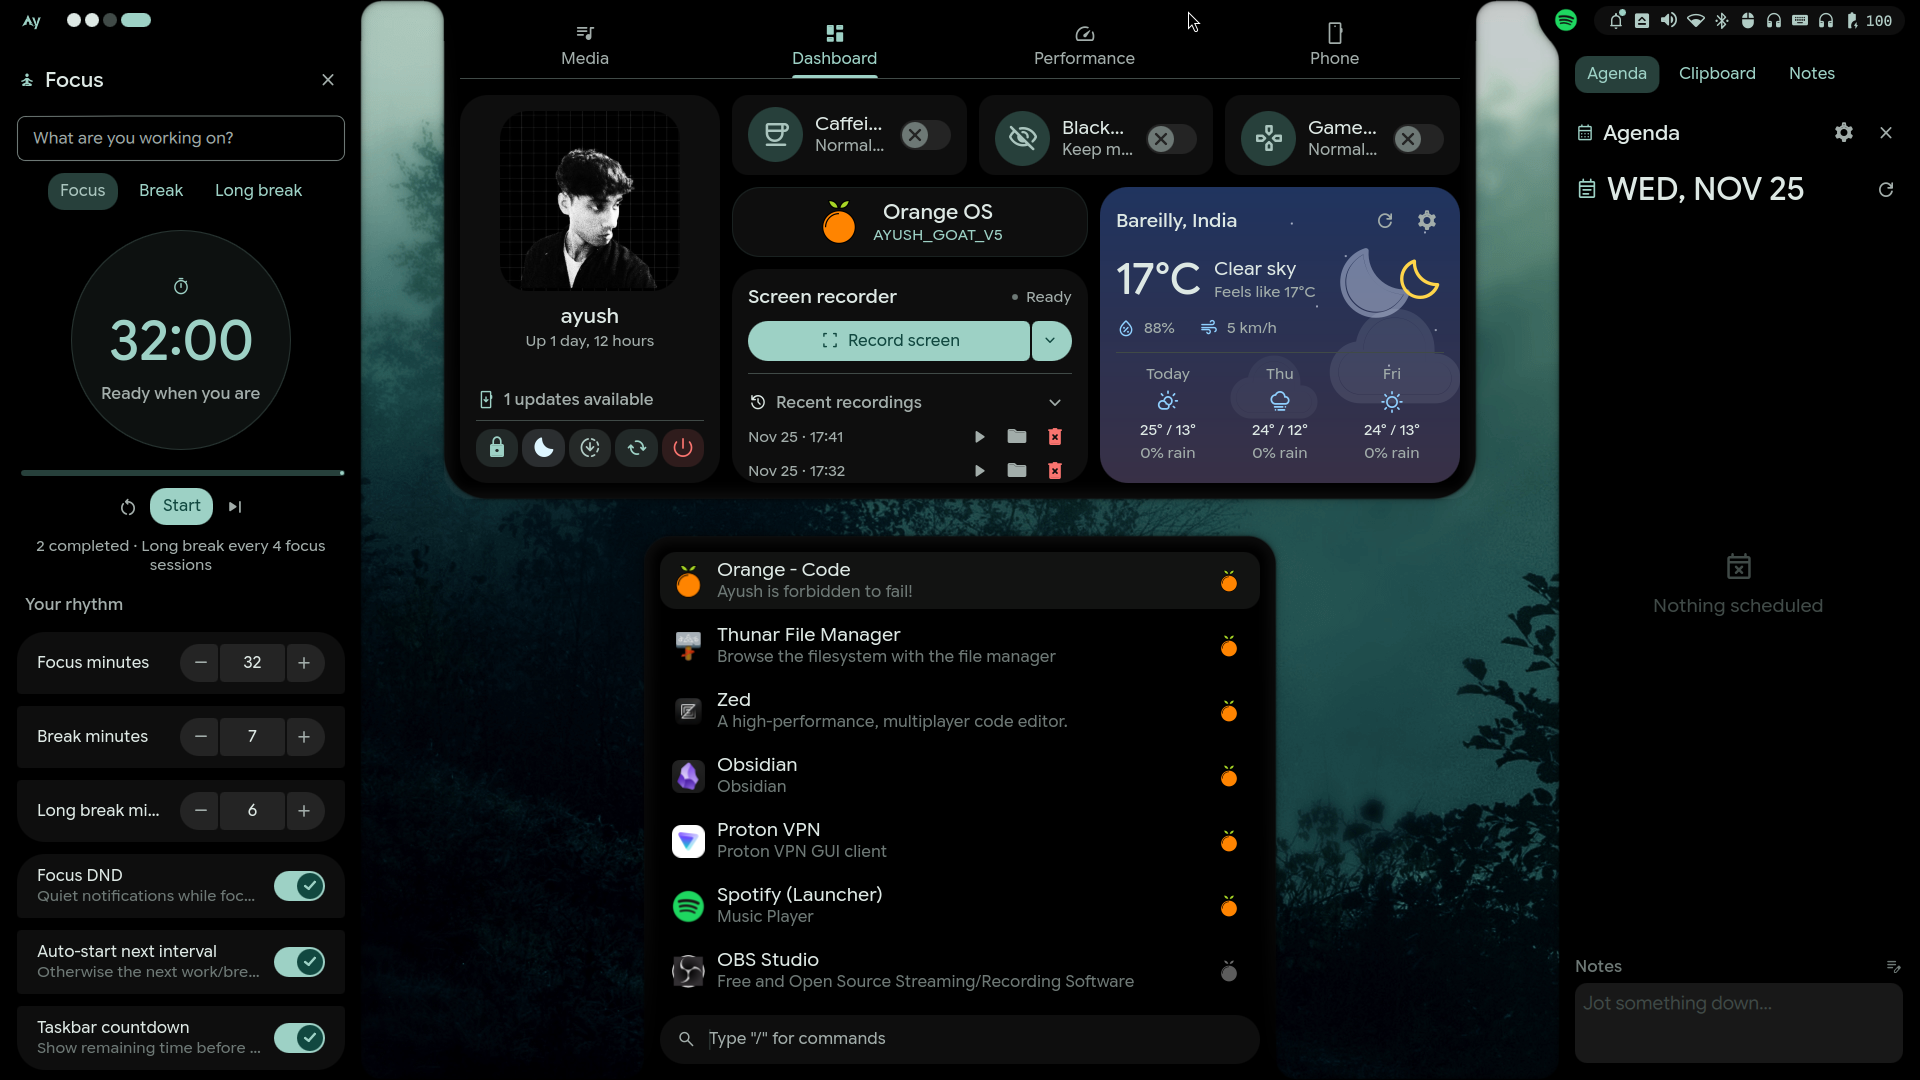 Ay
Focus
What are you working on?
Focus
Break
Long break
32:00
Ready when you are
Start
2 completed · Long break every 4 focus
sessions
Your rhythm
Focus minutes
32
Break minutes
7
Long break mi...
6
Focus DND
Quiet notifications while foc...
Auto-start next interval
Otherwise the next work/bre...
Taskbar countdown
Show remaining time before ...
Media
Dashboard
Performance
Phone
ayush
Up 1 day, 12 hours
1 updates available
Caffei...
Normal...
Black...
Keep m...
Game...
Normal...
Orange OS
AYUSH_GOAT_V5
Screen recorder
Ready
Record screen
Recent recordings
Nov 25 · 17:41
Nov 25 · 17:32
Bareilly, India
17°C
Clear sky
Feels like 17°C
88%
5 km/h
Today
Thu
Fri
25° / 13°
24° / 12°
24° / 13°
0% rain
0% rain
0% rain
Orange - Code
Ayush is forbidden to fail!
Thunar File Manager
Browse the filesystem with the file manager
Zed
A high-performance, multiplayer code editor.
Obsidian
Obsidian
Proton VPN
Proton VPN GUI client
Spotify (Launcher)
Music Player
OBS Studio
Free and Open Source Streaming/Recording Software
Type "/" for commands
100
Agenda
Clipboard
Notes
Agenda
WED, NOV 25
Nothing scheduled
Notes
Jot something down...